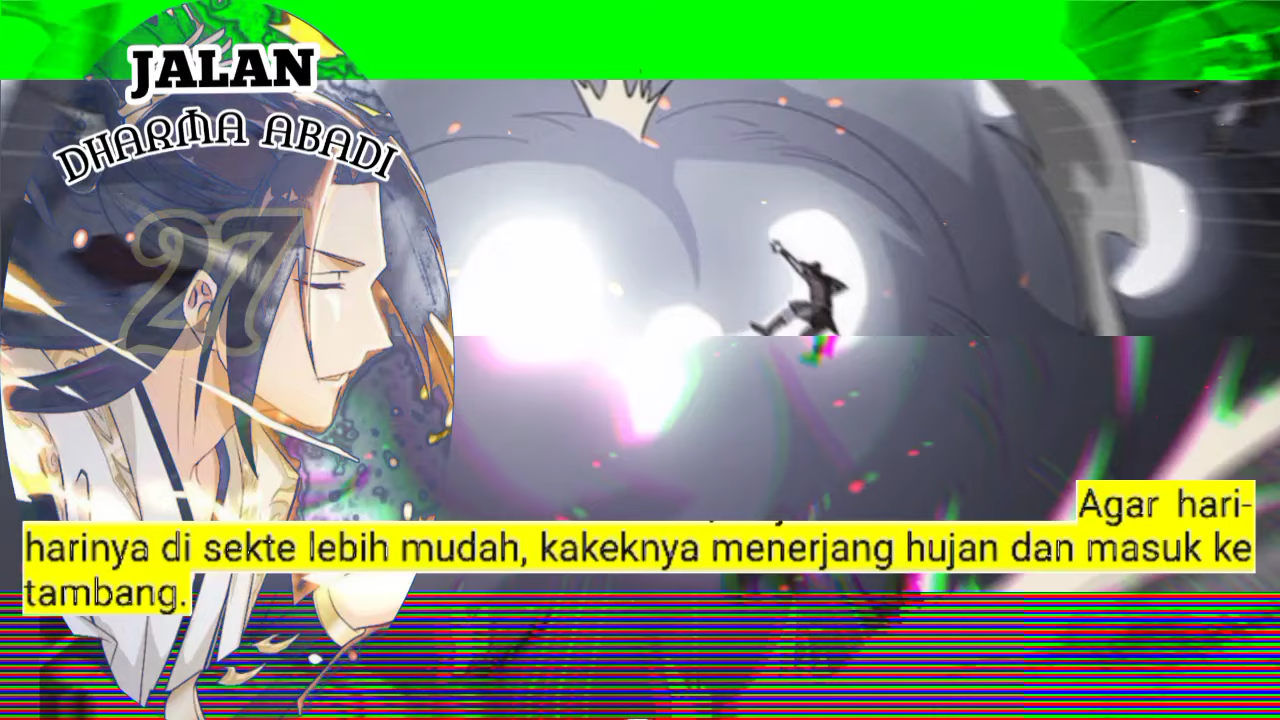 JALAN
DHARMA ABADI
27
Agar hari-
harinya di sekte lebih mudah, kakeknya menerjang hujan dan masuk ke
tambang.